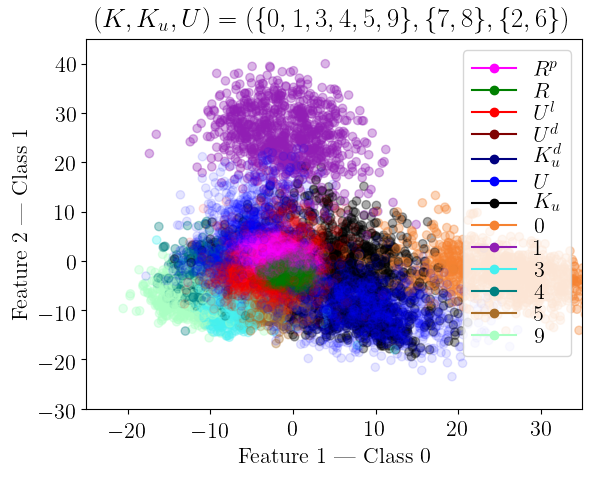 (K, K_u, U) = ({0, 1, 3, 4, 5, 9}, {7, 8}, {2, 6})
R^p
R
U^l
U^d
K_u^d
U
K_u
0
1
3
4
5
9
40
30
20
10
0
−10
−20
−30
Feature 2 — Class 1
−20 −10 0 10 20 30
Feature 1 — Class 0